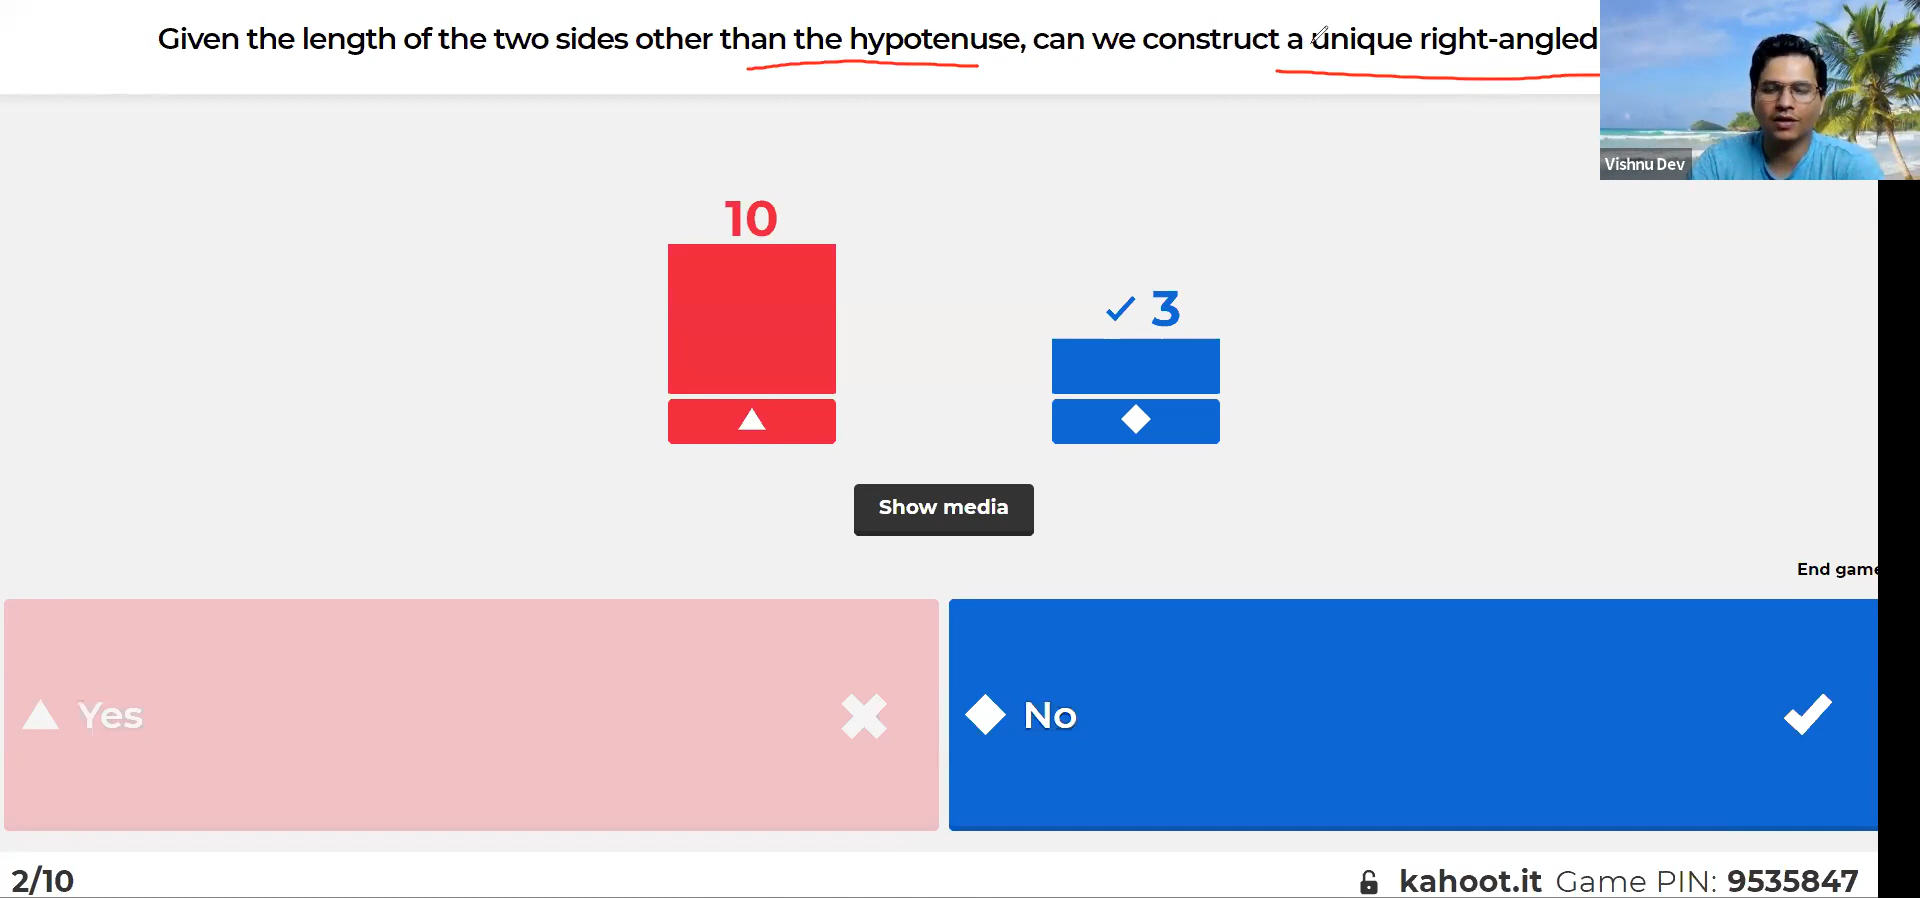 Given the length of the two sides other than the hypotenuse, can we construct a unique right-angled
Vishnu Dev
10
3
Show media
End game
Yes
No
2/10
kahoot.it Game PIN: 9535847